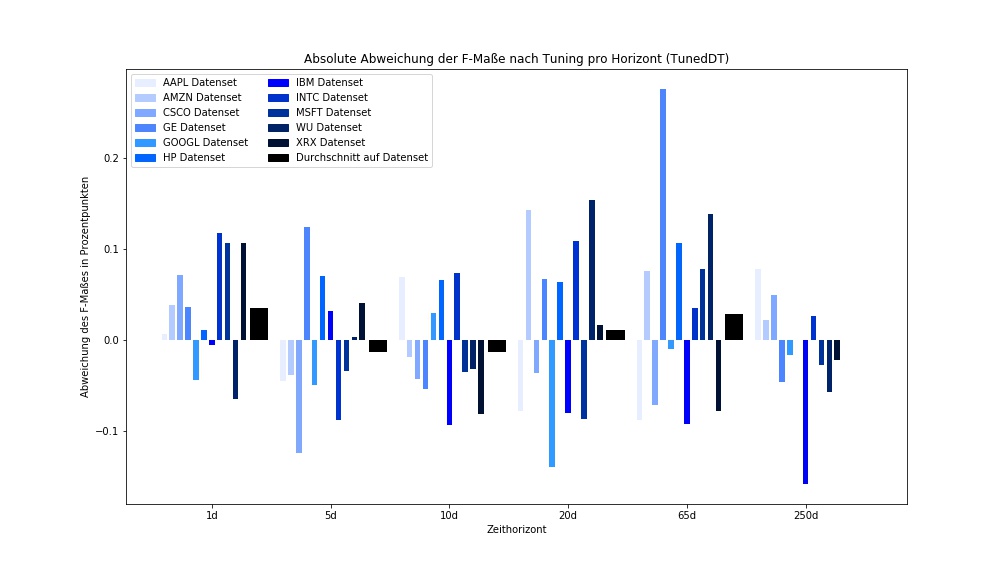 Absolute Abweichung der F-Maße nach Tuning pro Horizont (TunedDT)
AAPL Datenset
AMZN Datenset
CSCO Datenset
GE Datenset
GOOGL Datenset
HP Datenset
IBM Datenset
INTC Datenset
MSFT Datenset
WU Datenset
XRX Datenset
Durchschnitt auf Datenset
Abweichung des F-Maßes in Prozentpunkten
0.2
0.1
0.0
−0.1
1d
5d
10d
20d
65d
250d
Zeithorizont